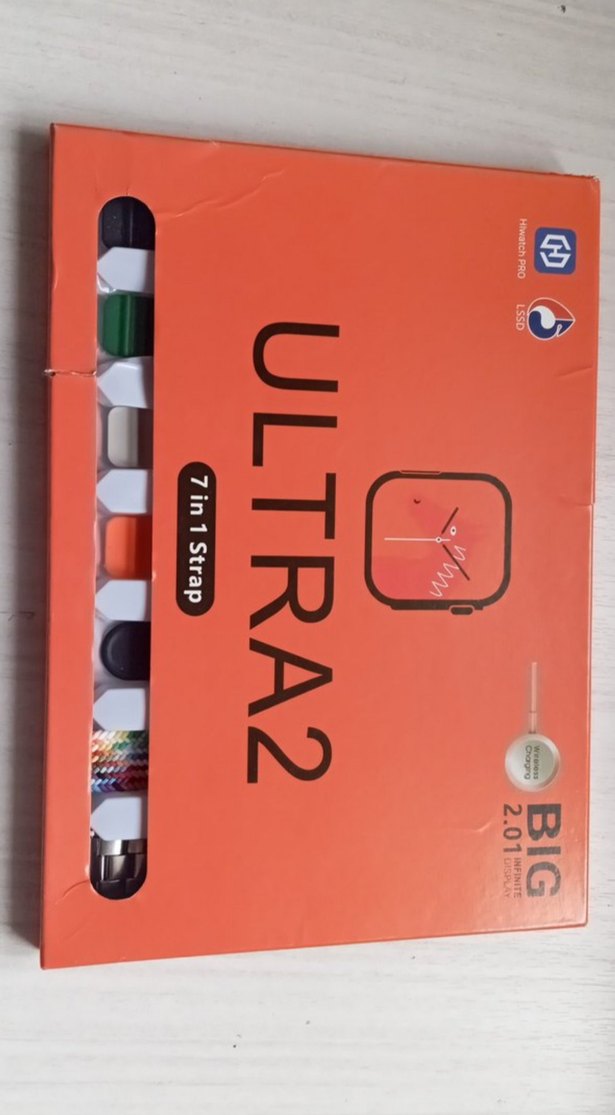 Hiwatch PRO
LSSD
Wireless
Charging
BIG
2.01 INFINITE
DISPLAY
ULTRA2
7 in 1 Strap